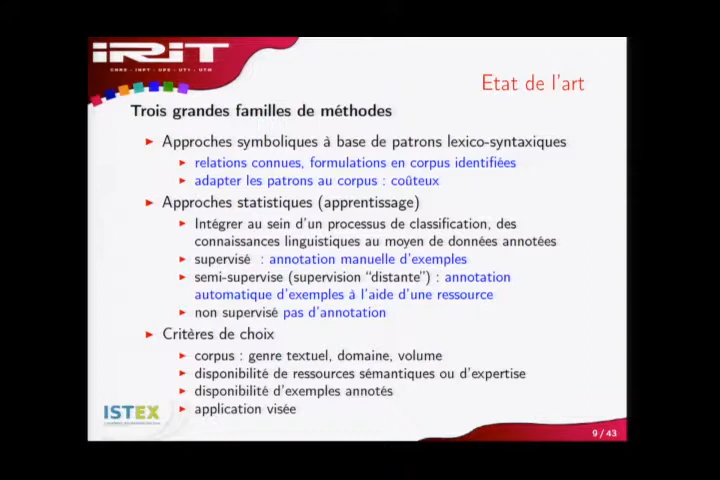 IRIT
CNRS - INPT - UPS - UT1 - UTM
Etat de l'art
Trois grandes familles de méthodes
Approches symboliques à base de patrons lexico-syntaxiques
relations connues, formulations en corpus identifiées
adapter les patrons au corpus : coûteux
Approches statistiques (apprentissage)
Intégrer au sein d'un processus de classification, des
connaissances linguistiques au moyen de données annotées
supervisé : annotation manuelle d'exemples
semi-supervise (supervision "distante") : annotation
automatique d'exemples à l'aide d'une ressource
non supervisé pas d'annotation
Critères de choix
corpus : genre textuel, domaine, volume
disponibilité de ressources sémantiques ou d'expertise
disponibilité d'exemples annotés
application visée
ISTEX
9 / 43